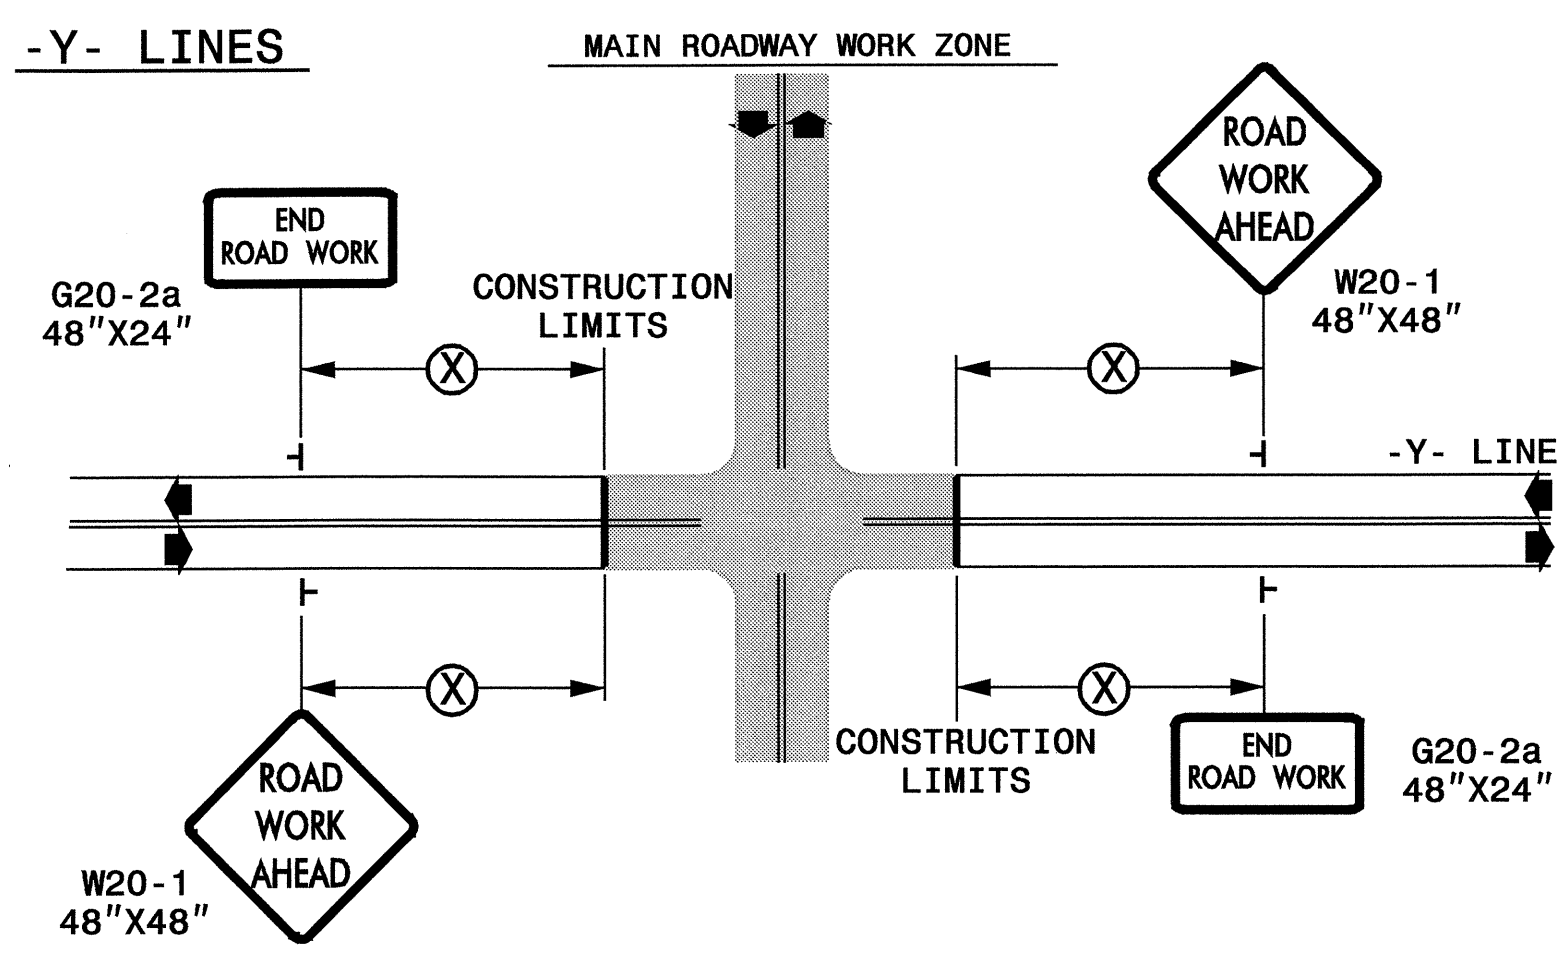 -Y- LINES
MAIN ROADWAY WORK ZONE
ROAD
WORK
AHEAD
W20-1
48"X48"
END
ROAD WORK
G20-2a
48"X24"
CONSTRUCTION
LIMITS
X
X
-Y- LINE
X
X
CONSTRUCTION
LIMITS
END
ROAD WORK
G20-2a
48"X24"
ROAD
WORK
AHEAD
W20-1
48"X48"